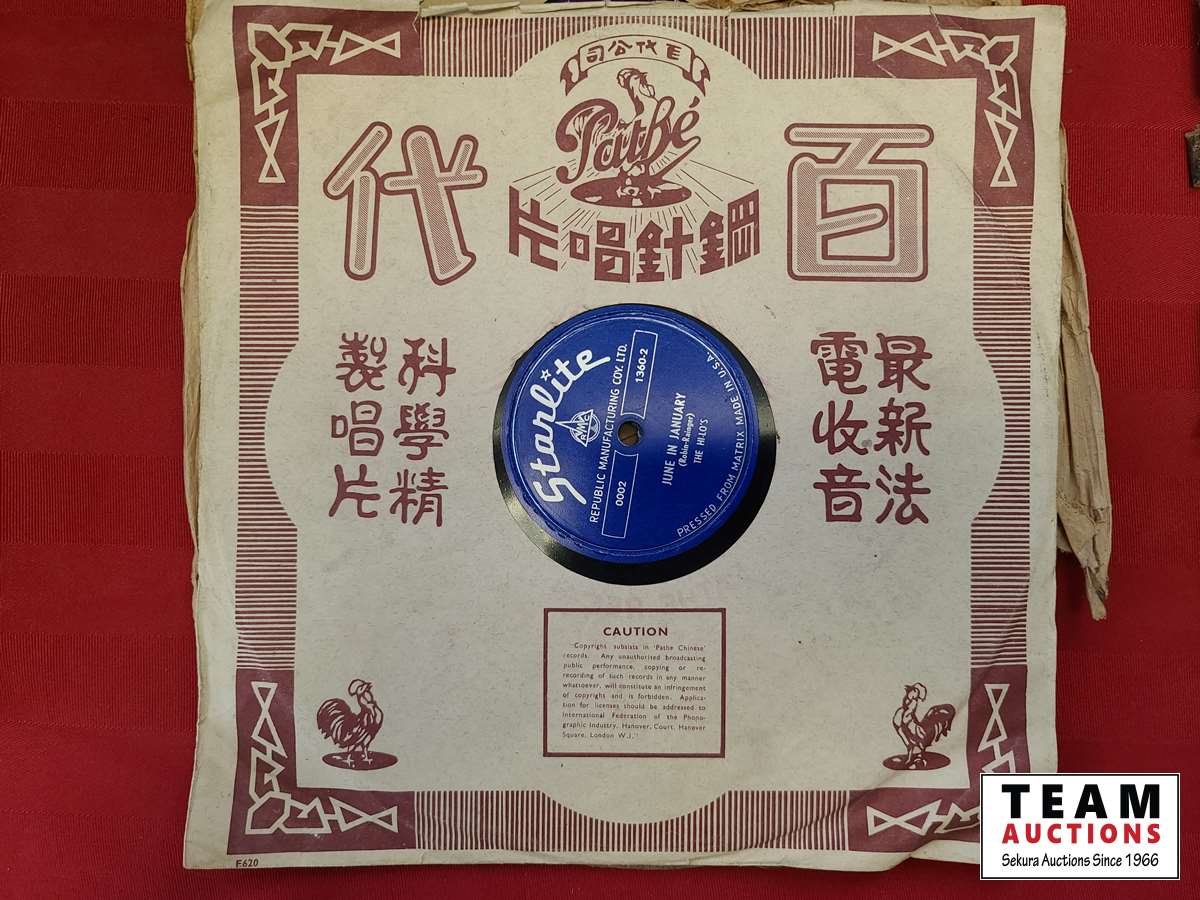 司公代百
Pathé
代 百
片唱針鋼
最新法
電收音
科學精
製唱片
Starlite
RMC
REPUBLIC MANUFACTURING COY. LTD.
0002
1360-2
JUNE IN JANUARY
(Robin-Rainger)
THE HI-LO'S
PRESSED FROM MATRIX MADE IN U.S.A.
CAUTION
"Copyright subsists in 'Pathe Chinese'
records. Any unauthorised broadcasting
public performance, copying or re-
recording of such records in any manner
whatsoever, will constitute an infringement
of copyright and is forbidden. Applica-
tion for licenses should be addressed to
International Federation of the Phono-
graphic Industry, Hanover, Court, Hanover
Square, London W.I."
E620
TEAM
AUCTIONS
Sekura Auctions Since 1966